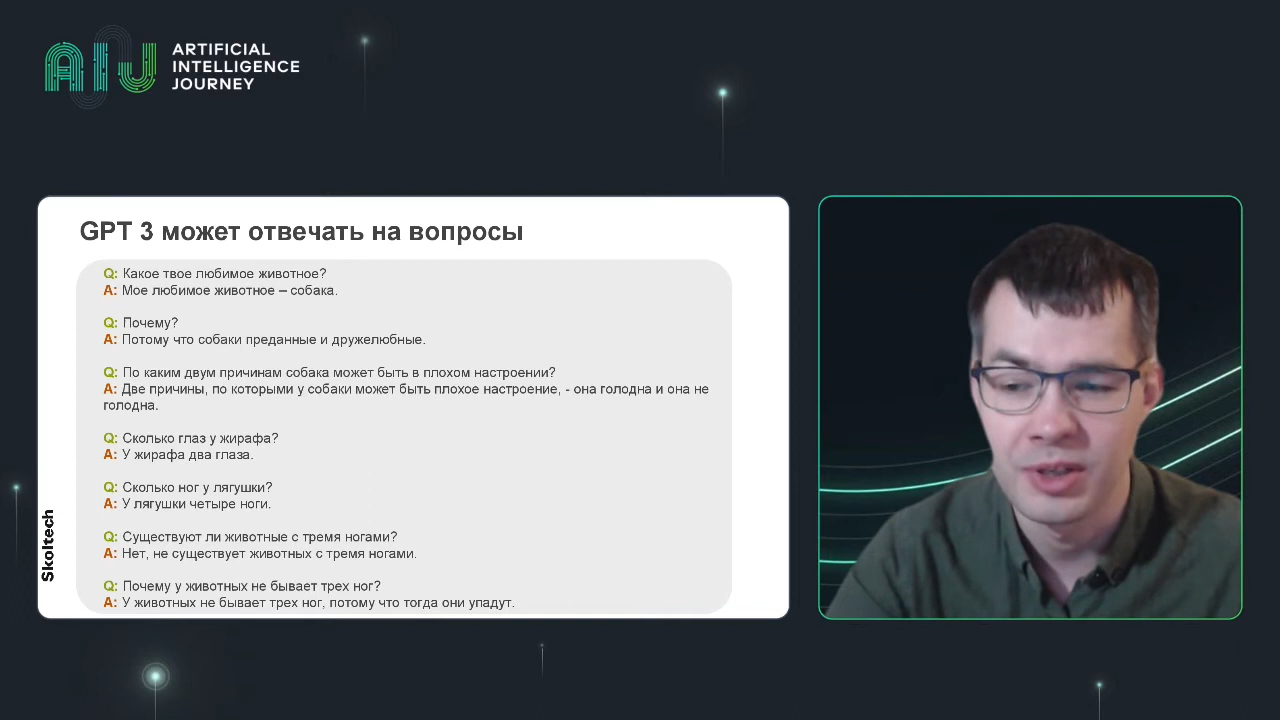 ARTIFICIAL
INTELLIGENCE
JOURNEY
GPT 3 может отвечать на вопросы
Q: Какое твое любимое животное?
A: Мое любимое животное – собака.
Q: Почему?
A: Потому что собаки преданные и дружелюбные.
Q: По каким двум причинам собака может быть в плохом настроении?
A: Две причины, по которыми у собаки может быть плохое настроение, - она голодна и она не
голодна.
Q: Сколько глаз у жирафа?
A: У жирафа два глаза.
Q: Сколько ног у лягушки?
A: У лягушки четыре ноги.
Q: Существуют ли животные с тремя ногами?
A: Нет, не существует животных с тремя ногами.
Q: Почему у животных не бывает трех ног?
A: У животных не бывает трех ног, потому что тогда они упадут.
Skoltech